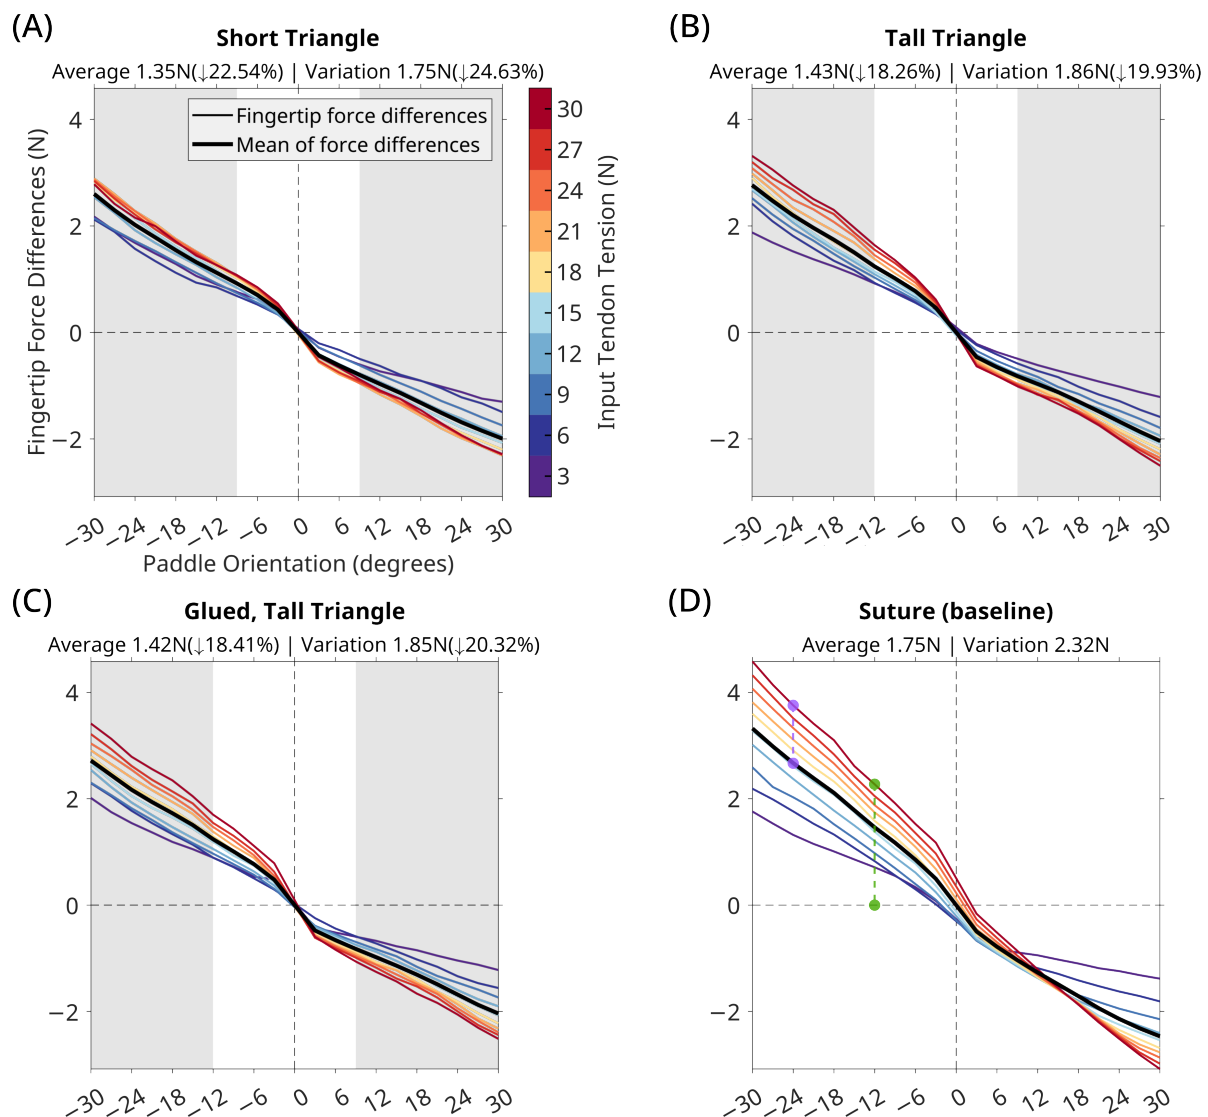 (A)
Short Triangle
Average 1.35N(↓22.54%) | Variation 1.75N(↓24.63%)
Fingertip force differences
Mean of force differences
Fingertip Force Differences (N)
4
2
0
−2
−30 −24 −18 −12 −6 0 6 12 18 24 30
Paddle Orientation (degrees)
30
27
24
21
18
15
12
9
6
3
Input Tendon Tension (N)
(B)
Tall Triangle
Average 1.43N(↓18.26%) | Variation 1.86N(↓19.93%)
4
2
0
−2
−30 −24 −18 −12 −6 0 6 12 18 24 30
(C)
Glued, Tall Triangle
Average 1.42N(↓18.41%) | Variation 1.85N(↓20.32%)
4
2
0
−2
−30 −24 −18 −12 −6 0 6 12 18 24 30
(D)
Suture (baseline)
Average 1.75N | Variation 2.32N
4
2
0
−2
−30 −24 −18 −12 −6 0 6 12 18 24 30